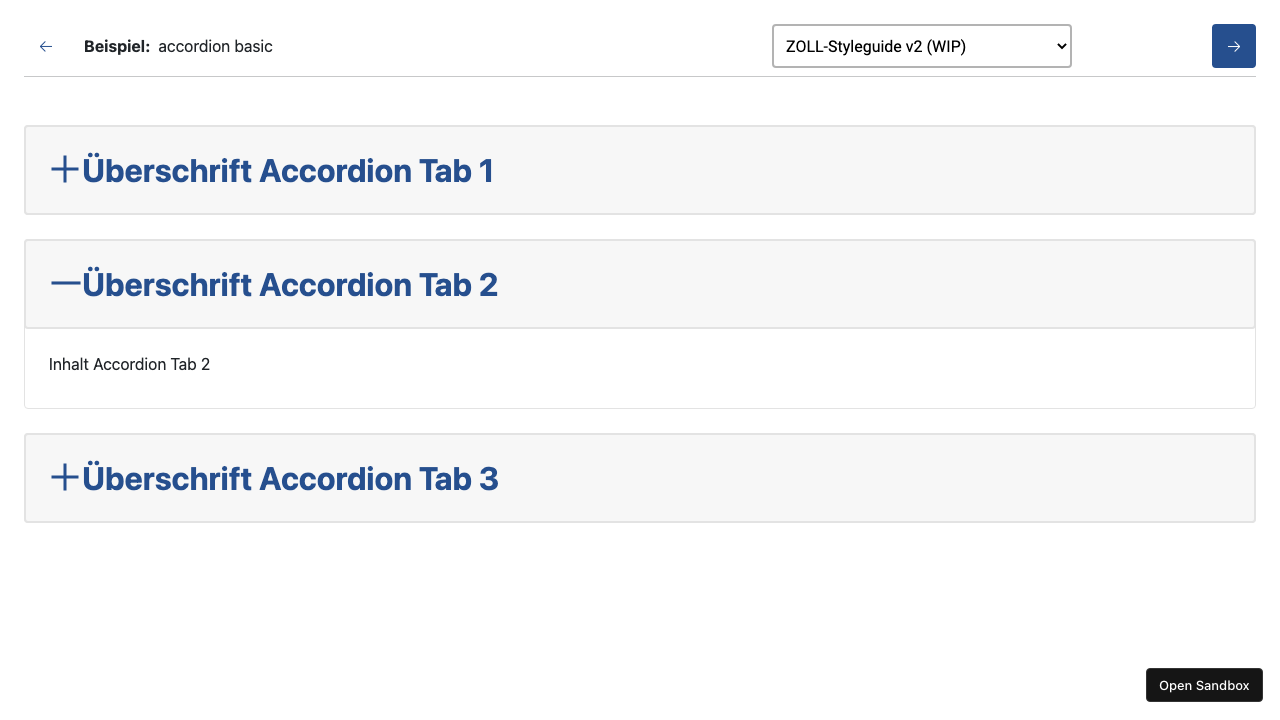 Beispiel: accordion basic
ZOLL-Styleguide v2 (WIP)
Überschrift Accordion Tab 1
Überschrift Accordion Tab 2
Inhalt Accordion Tab 2
Überschrift Accordion Tab 3
Open Sandbox